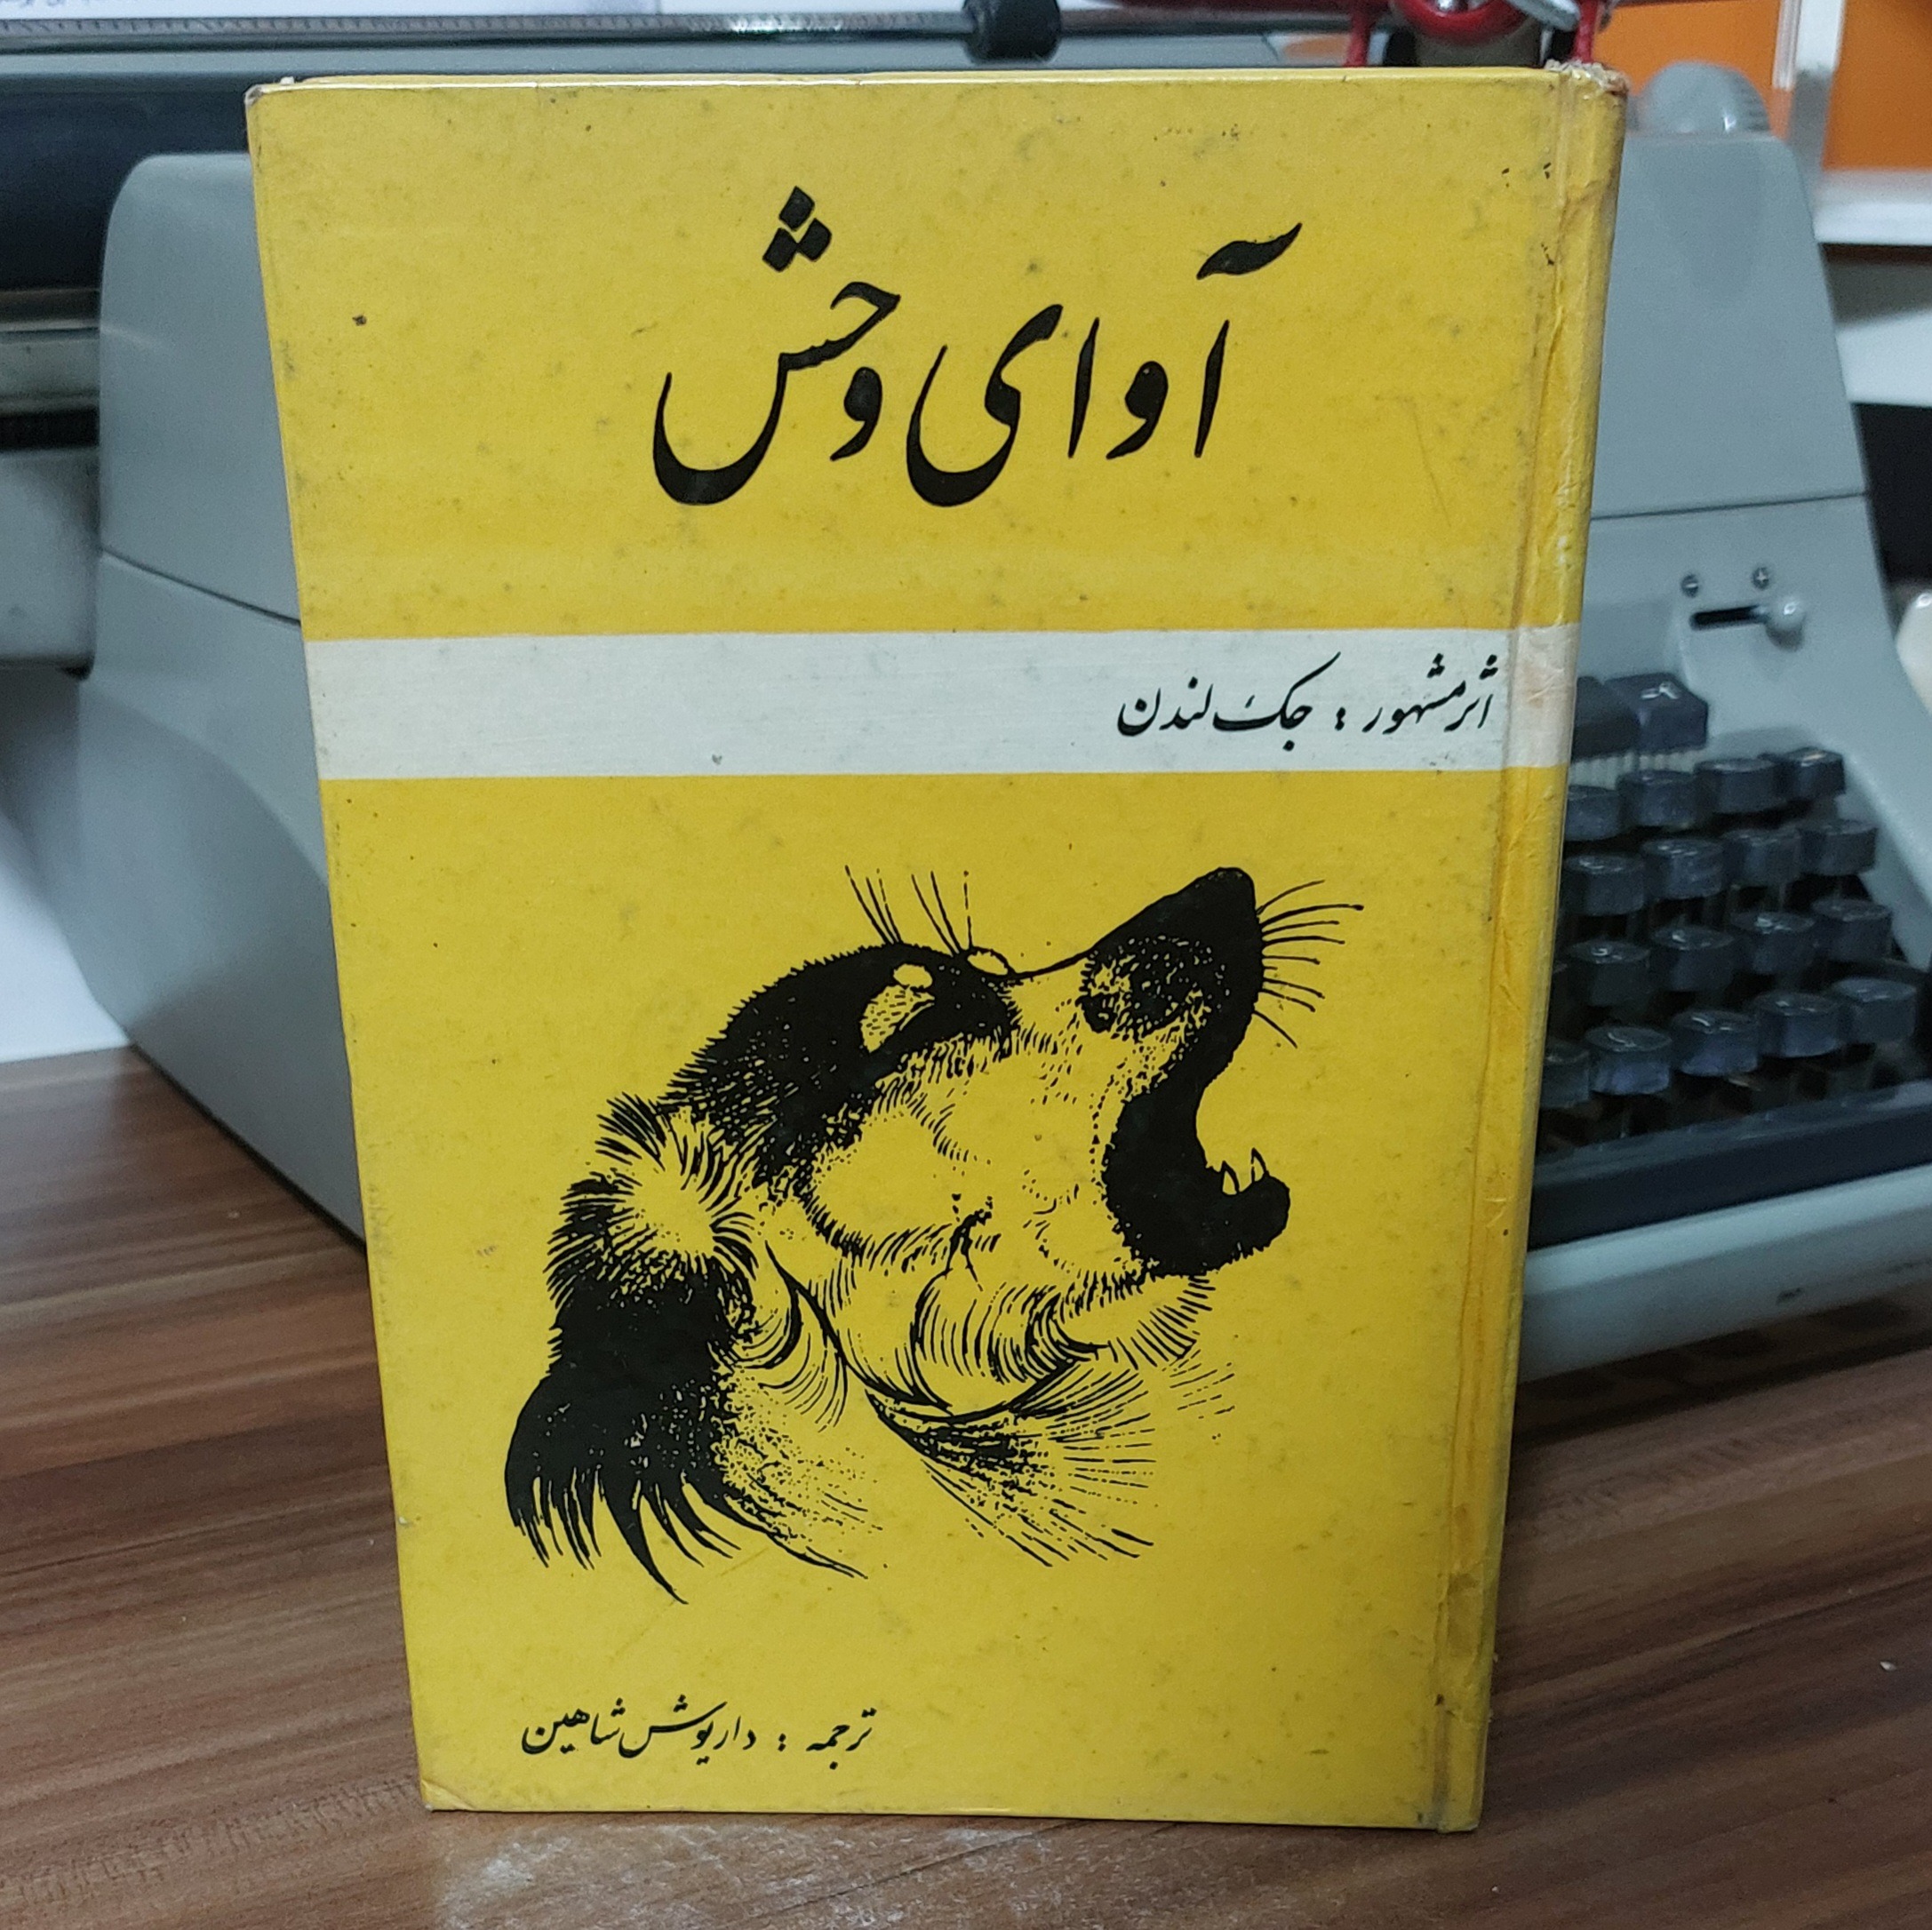 آوای وحش
اثر مشهور : جک لندن
ترجمه : داریوش شاهین